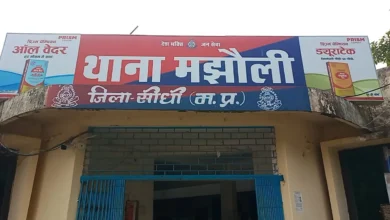 देश भक्ति जन सेवा
PRISM
ऑल वेदर
थाना मझौली
जिला-सीधी (म.प्र.)
PRISM
ड्यूराटेक